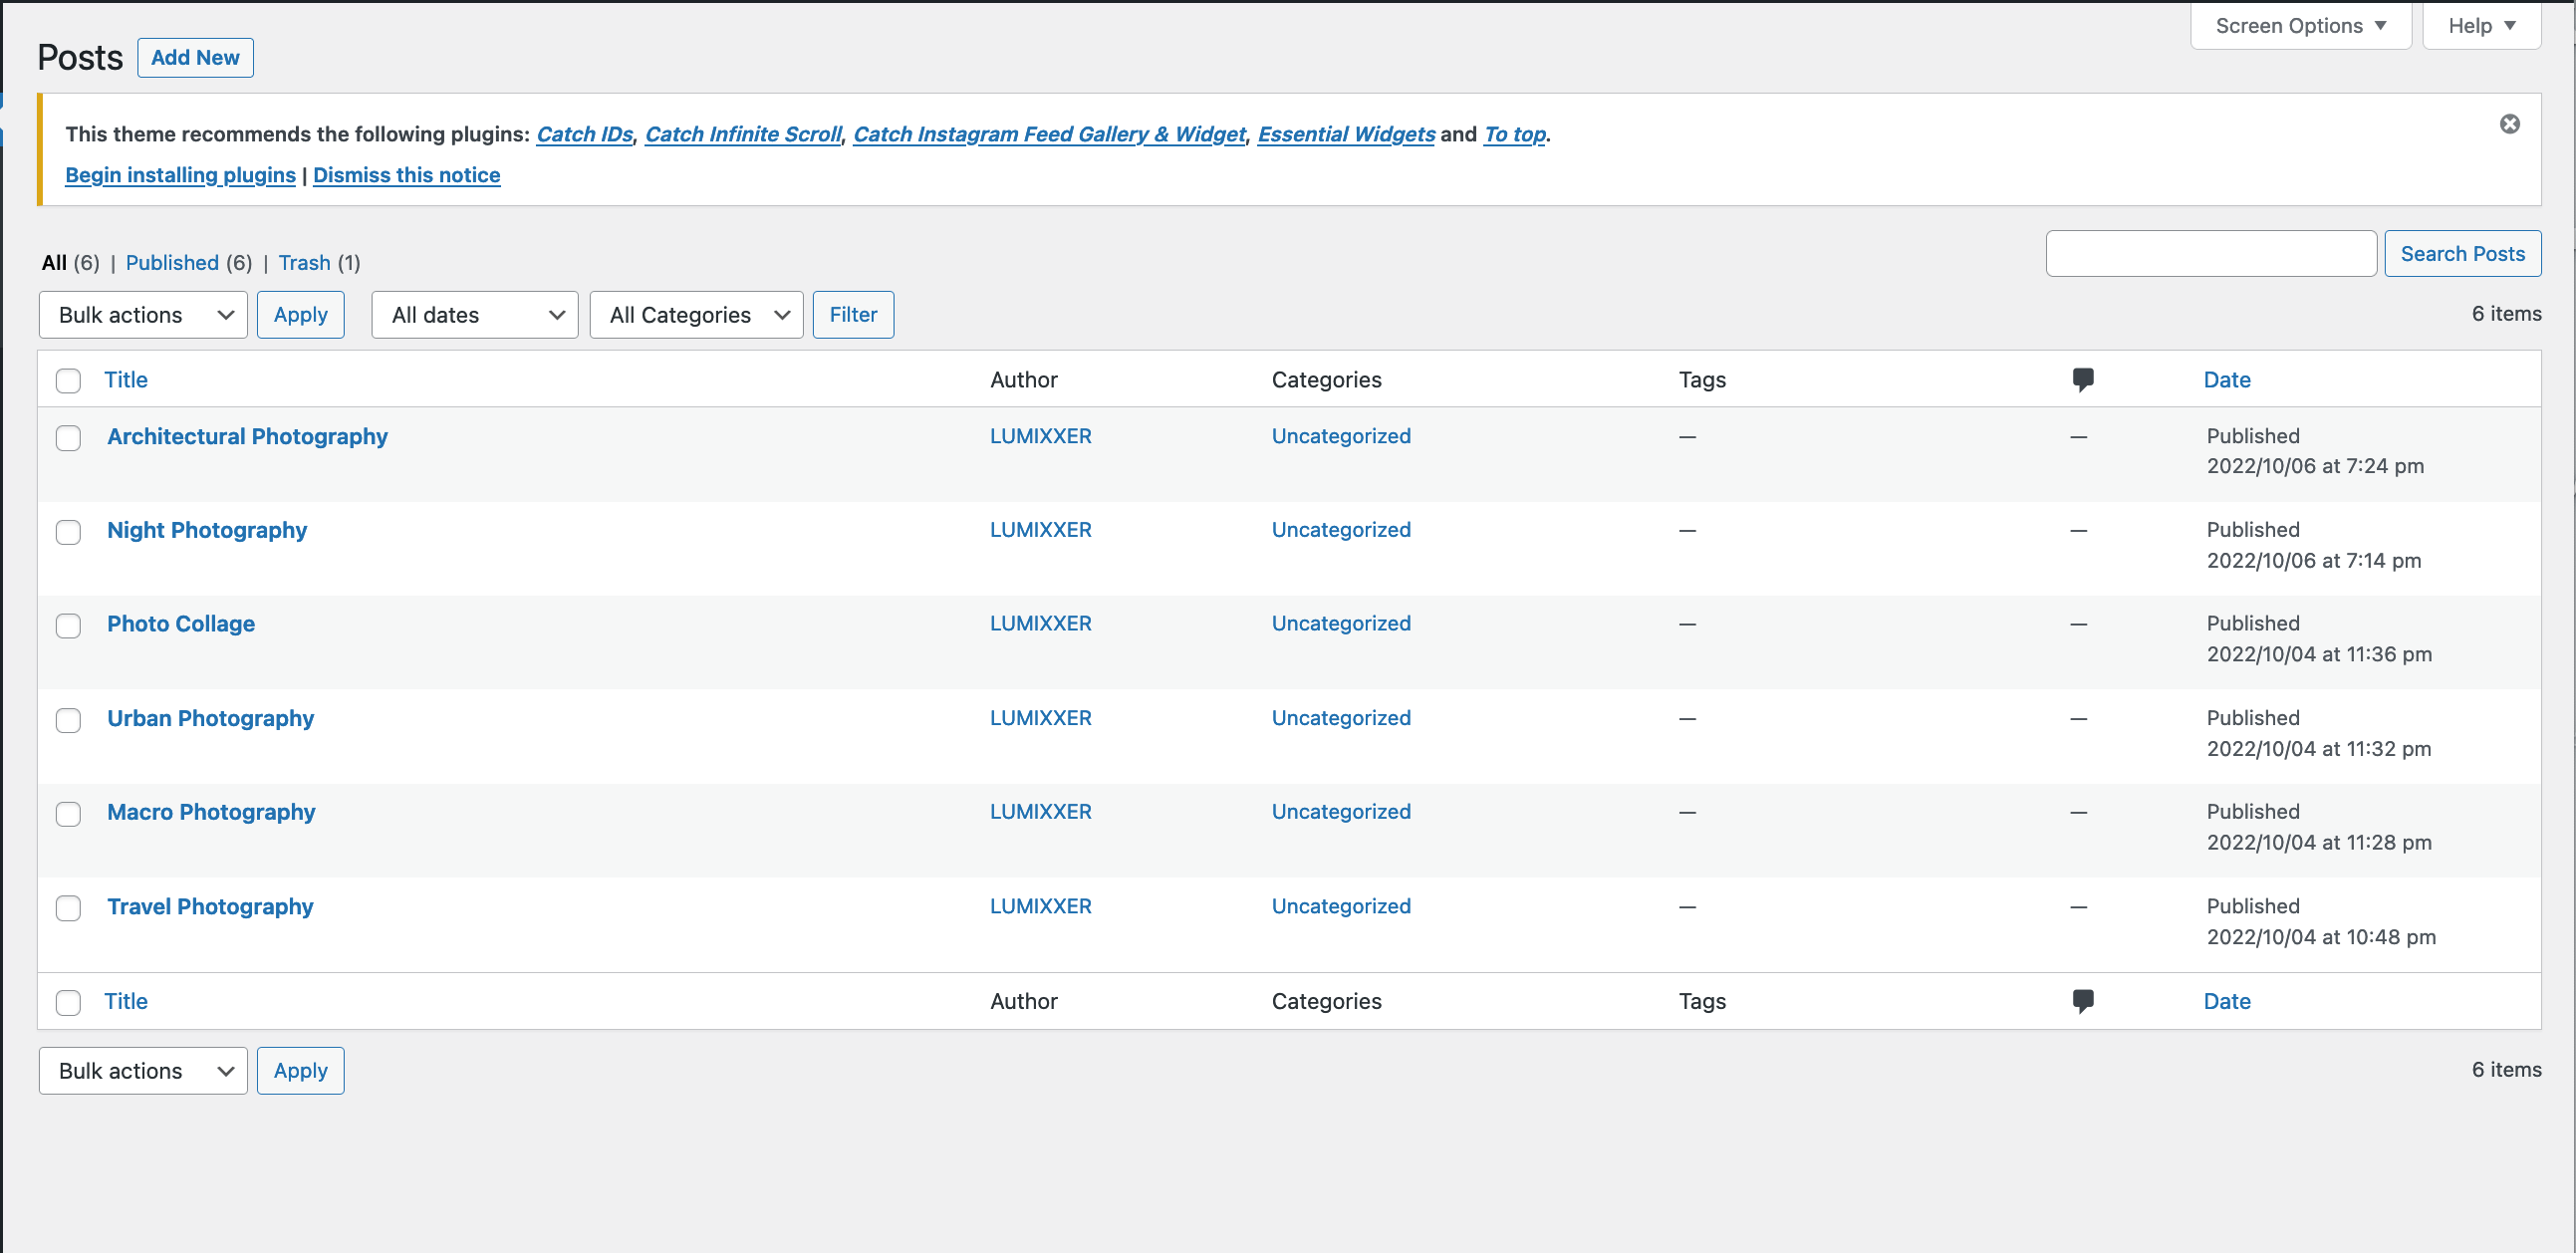 Screen Options ▼ Help ▼
Posts Add New
This theme recommends the following plugins: Catch IDs, Catch Infinite Scroll, Catch Instagram Feed Gallery & Widget, Essential Widgets and To top.
Begin installing plugins | Dismiss this notice
All (6) | Published (6) | Trash (1)
Search Posts
Bulk actions Apply All dates All Categories Filter 6 items
Title Author Categories Tags Date
Architectural Photography LUMIXXER Uncategorized — — Published
2022/10/06 at 7:24 pm
Night Photography LUMIXXER Uncategorized — — Published
2022/10/06 at 7:14 pm
Photo Collage LUMIXXER Uncategorized — — Published
2022/10/04 at 11:36 pm
Urban Photography LUMIXXER Uncategorized — — Published
2022/10/04 at 11:32 pm
Macro Photography LUMIXXER Uncategorized — — Published
2022/10/04 at 11:28 pm
Travel Photography LUMIXXER Uncategorized — — Published
2022/10/04 at 10:48 pm
Title Author Categories Tags Date
Bulk actions Apply 6 items